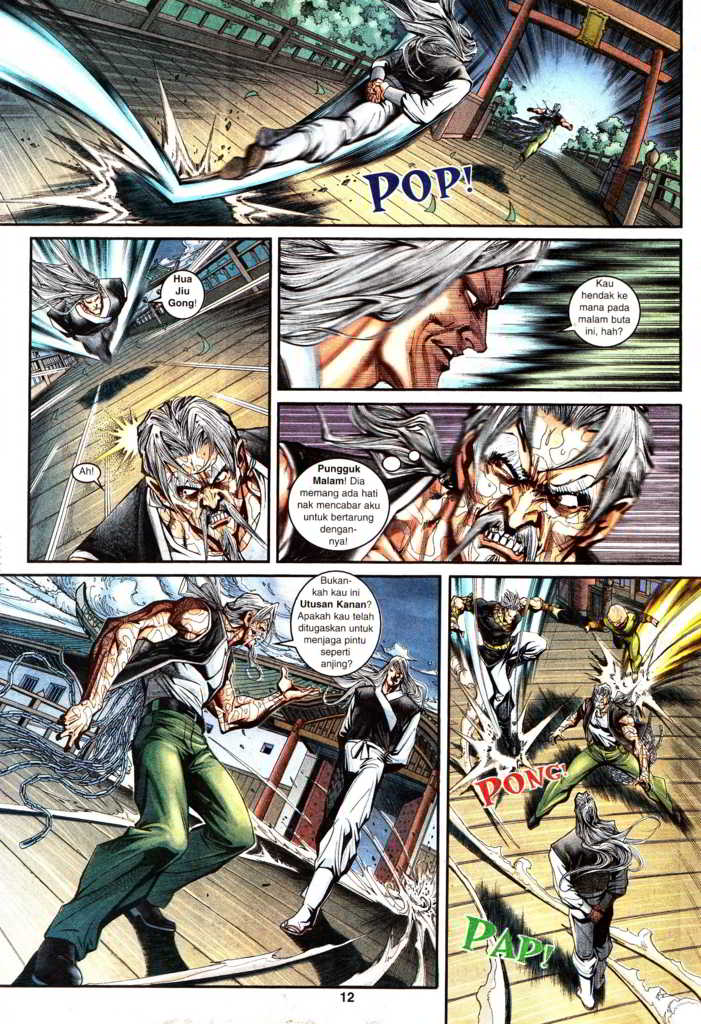 POP!
Hua
Jiu
Gong!
Kau
hendak ke
mana pada
malam buta
ini, hah?
Ah!
Pungguk
Malam! Dia
memang ada hati
nak mencabar aku
untuk bertarung
dengan-
nya!
Bukan-
kah kau ini
Utusan Kanan?
Apakah kau telah
ditugaskan untuk
menjaga pintu
seperti
anjing?
PONG!
PAP!
12